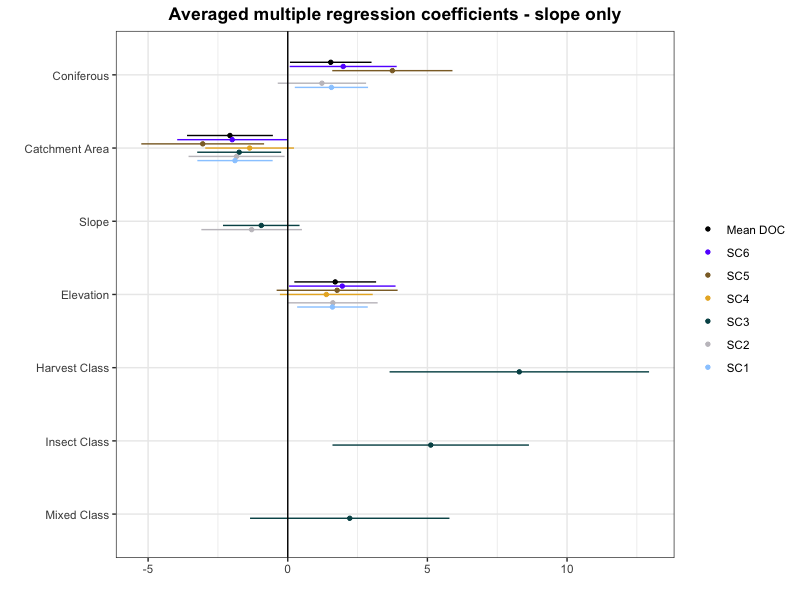 Averaged multiple regression coefficients - slope only
Coniferous
Catchment Area
Slope
Elevation
Harvest Class
Insect Class
Mixed Class
-5
0
5
10
Mean DOC
SC6
SC5
SC4
SC3
SC2
SC1